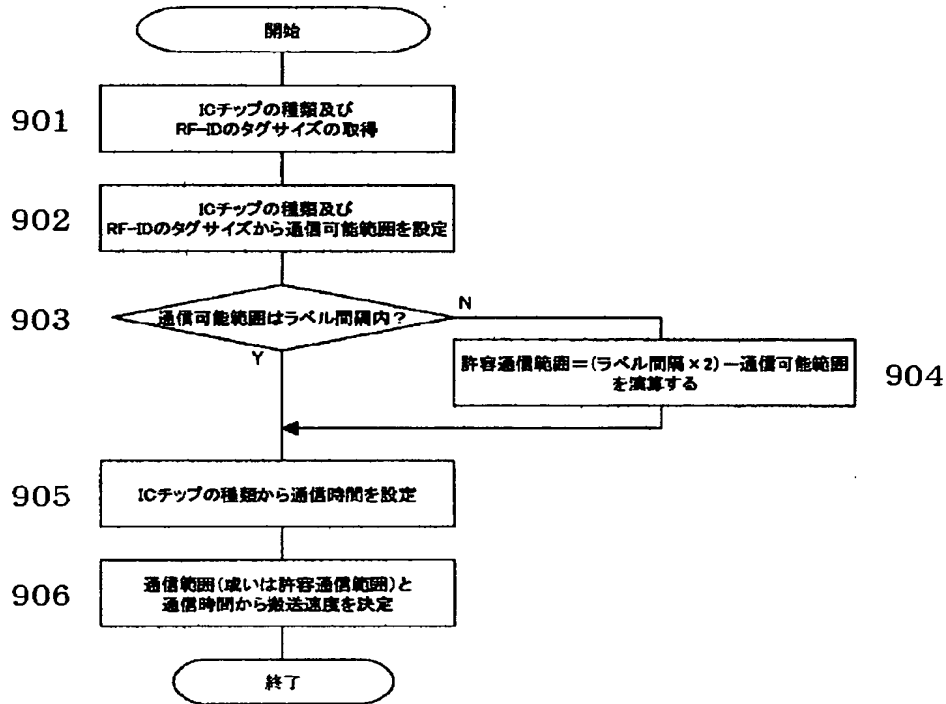 開始
901
ICチップの種類及び
RF-IDのタグサイズの取得
902
ICチップの種類及び
RF-IDのタグサイズから通信可能範囲を設定
903
通信可能範囲はラベル間隔内？
N
Y
許容通信範囲＝(ラベル間隔×2)－通信可能範囲
を演算する
904
905
ICチップの種類から通信時間を設定
906
通信範囲(或いは許容通信範囲)と
通信時間から搬送速度を決定
終了